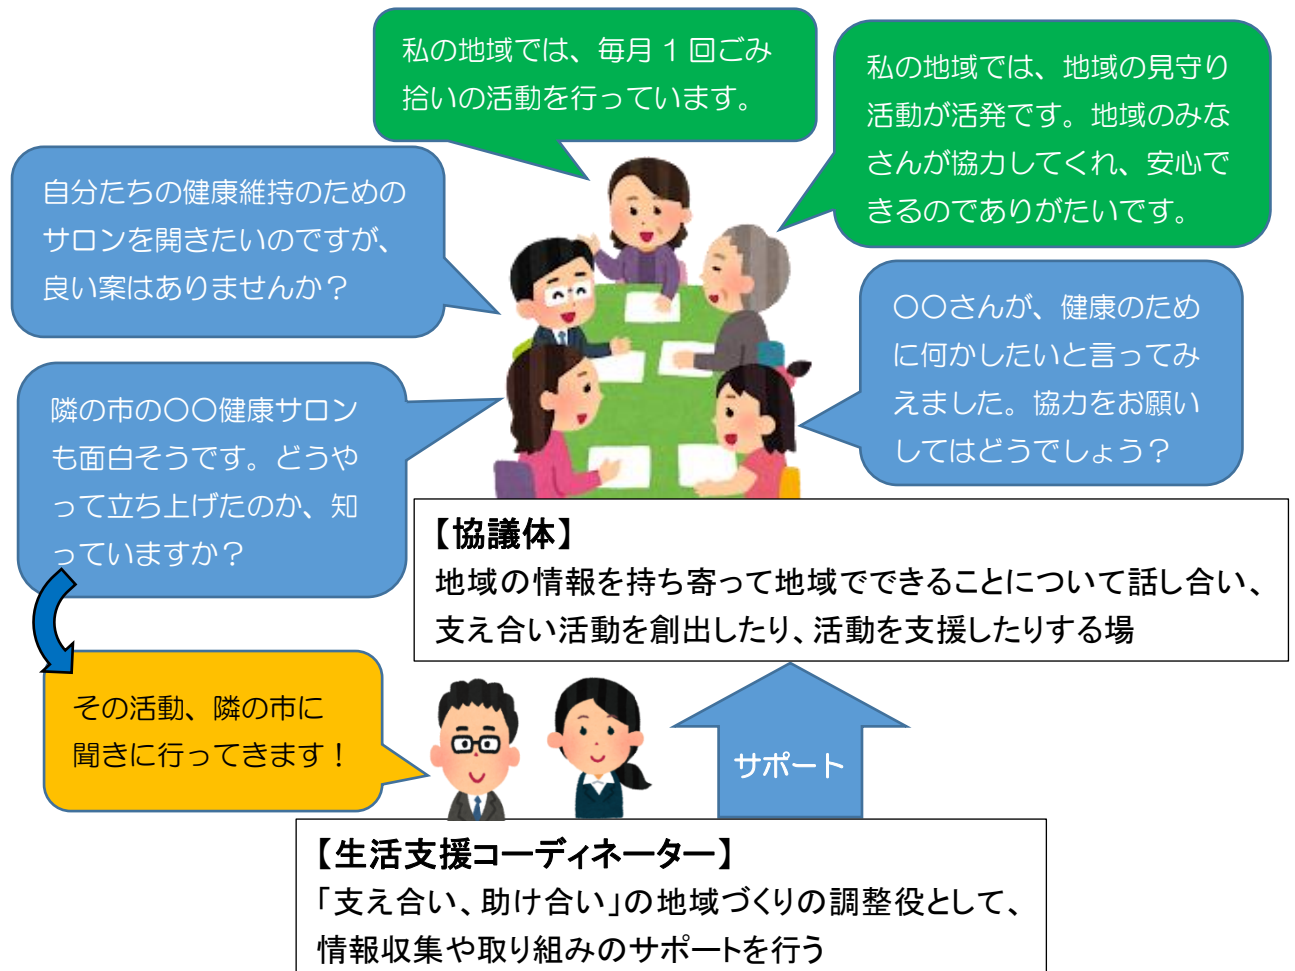 私の地域では、毎月1回ごみ
拾いの活動を行っています。
私の地域では、地域の見守り
活動が活発です。地域のみな
さんが協力してくれ、安心で
きるのでありがたいです。
自分たちの健康維持のための
サロンを開きたいのですが、
良い案はありませんか？
〇〇さんが、健康のため
に何かしたいと言ってみ
えました。協力をお願い
してはどうでしょう？
隣の市の〇〇健康サロン
も面白そうです。どうや
って立ち上げたのか、知
っていますか？
【協議体】
地域の情報を持ち寄って地域でできることについて話し合い、
支え合い活動を創出したり、活動を支援したりする場
その活動、隣の市に
聞きに行ってきます！
サポート
【生活支援コーディネーター】
「支え合い、助け合い」の地域づくりの調整役として、
情報収集や取り組みのサポートを行う